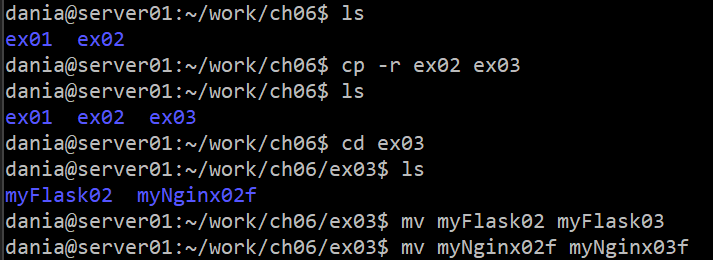 dania@server01:~/work/ch06$ ls
ex01  ex02
dania@server01:~/work/ch06$ cp -r ex02 ex03
dania@server01:~/work/ch06$ ls
ex01  ex02  ex03
dania@server01:~/work/ch06$ cd ex03
dania@server01:~/work/ch06/ex03$ ls
myFlask02  myNginx02f
dania@server01:~/work/ch06/ex03$ mv myFlask02 myFlask03
dania@server01:~/work/ch06/ex03$ mv myNginx02f myNginx03f